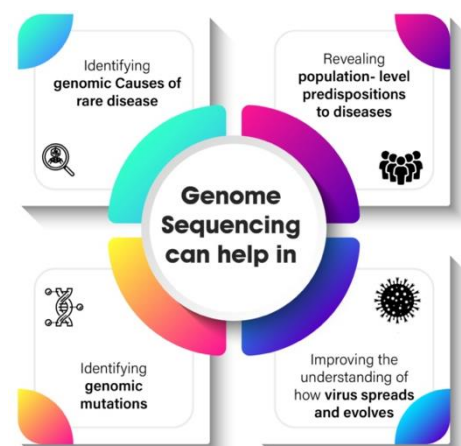 Identifying
genomic Causes of
rare disease
Revealing
population- level
predispositions
to diseases
Genome
Sequencing
can help in
Identifying
genomic
mutations
Improving the
understanding of
how virus spreads
and evolves